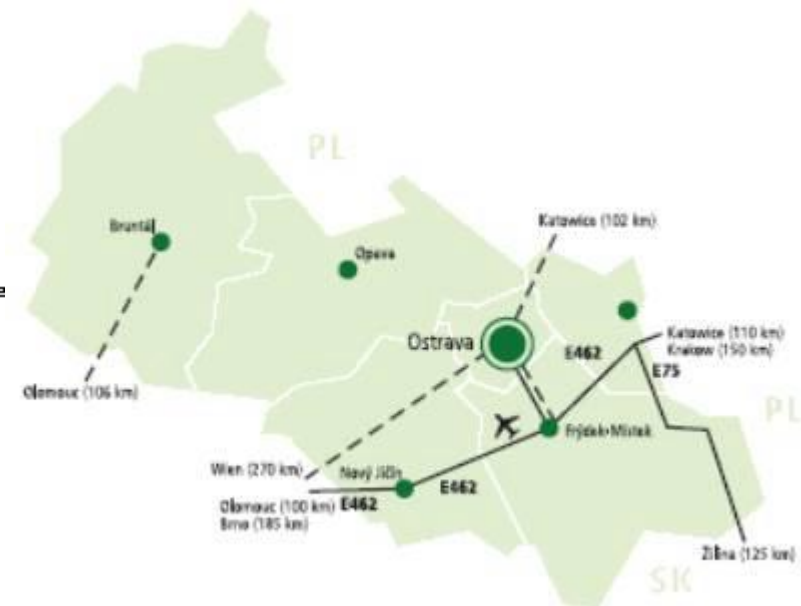 PL
Katowice (102 km)
Bruntál
Opava
e
Ostrava
E462
Katowice (110 km)
Krakow (150 km)
E75
Olomouc (106 km)
PL
Frýdek-Místek
Wien (270 km)
Nový Jičín
E462
Olomouc (100 km)
E462
Brno (185 km)
Žilina (125 km)
SK